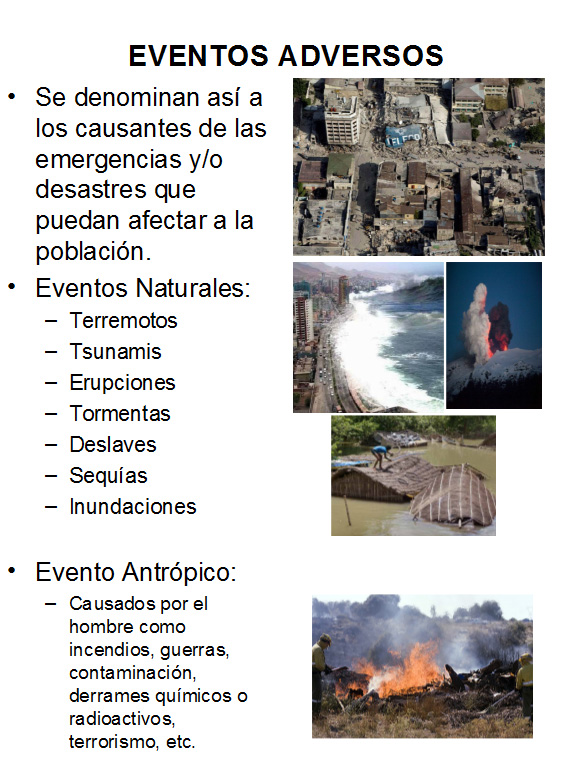 EVENTOS ADVERSOS
• Se denominan así a
los causantes de las
emergencias y/o
desastres que
puedan afectar a la
población.
• Eventos Naturales:
– Terremotos
– Tsunamis
– Erupciones
– Tormentas
– Deslaves
– Sequías
– Inundaciones
• Evento Antrópico:
– Causados por el
hombre como
incendios, guerras,
contaminación,
derrames químicos o
radioactivos,
terrorismo, etc.